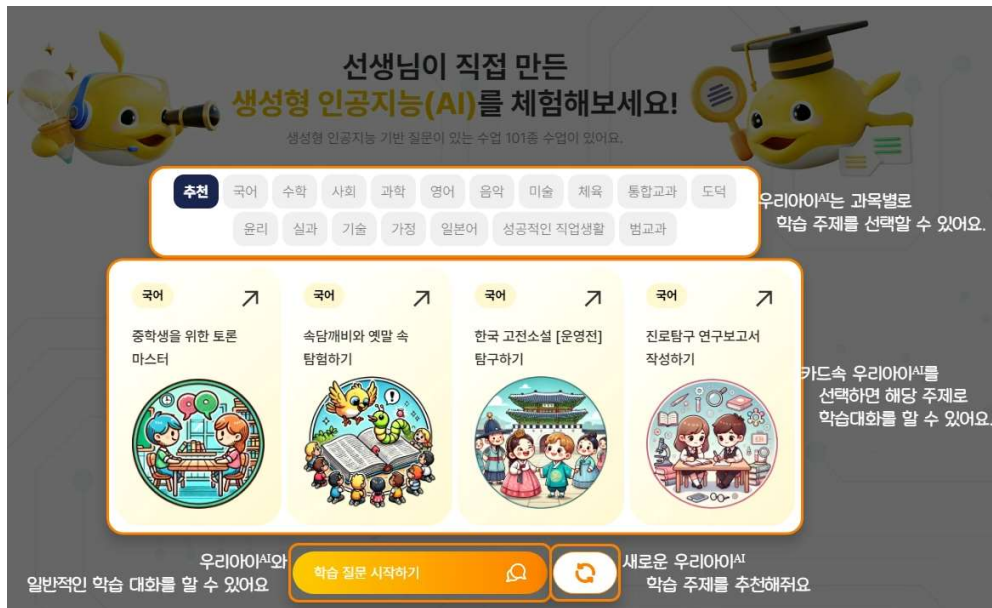 선생님이 직접 만든
생성형 인공지능(AI)를 체험해보세요!
생성형 인공지능 기반 질문이 있는 수업 101종 수업이 있어요.
추천 국어 수학 사회 과학 영어 음악 미술 체육 통합교과 도덕
윤리 실과 기술 가정 일본어 성공적인 직업생활 범교과
우리아이AI는 과목별로
학습 주제를 선택할 수 있어요.
국어
중학생을 위한 토론
마스터
국어
속담깨비와 옛말 속
탐험하기
국어
한국 고전소설 [운영전]
탐구하기
국어
진로탐구 연구보고서
작성하기
카드속 우리아이AI를
선택하면 해당 주제로
학습대화를 할 수 있어요.
우리아이AI와
일반적인 학습 대화를 할 수 있어요
학습 질문 시작하기
새로운 우리아이AI
학습 주제를 추천해줘요